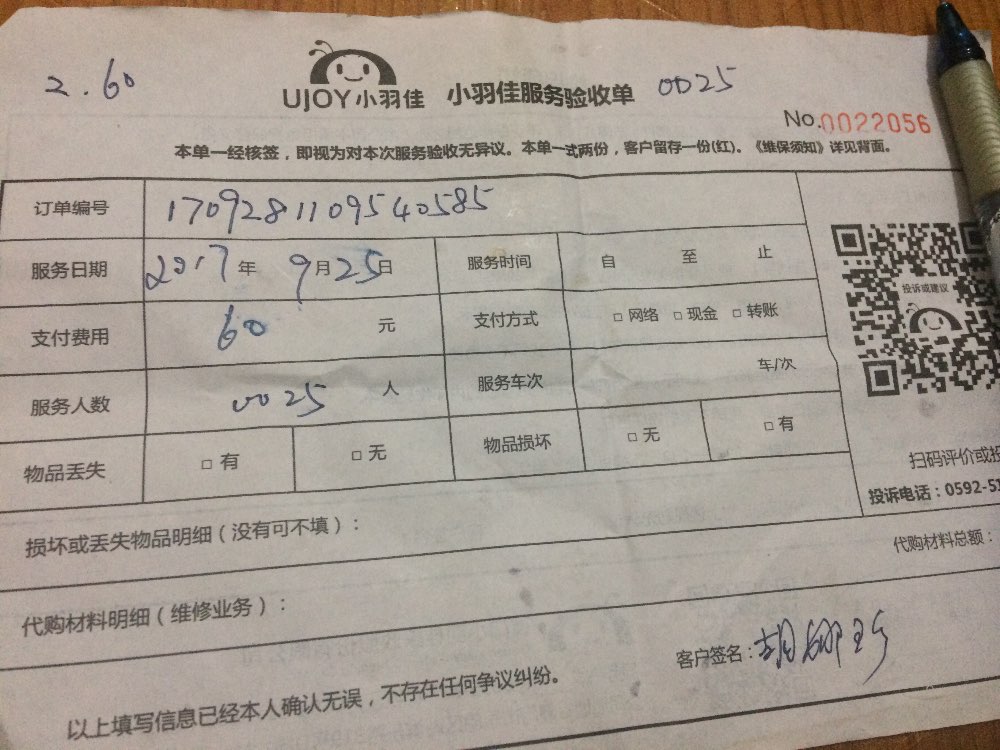 2.60
UJOY小羽佳 小羽佳服务验收单 0025
No.0022056
本单一经核签，即视为对本次服务验收无异议。本单一式两份，客户留存一份(红)。《维保须知》详见背面。
订单编号 170928110954​0585
服务日期 2017年 9月25日 服务时间 自 至 止
投诉或建议
支付费用 60 元 支付方式 □ 网络 □ 现金 □ 转账
服务人数 0025 人 服务车次 车/次
物品丢失 □ 有 □ 无 物品损坏 □ 无 □ 有
扫码评价或投
投诉电话：0592-51
损坏或丢失物品明细（没有可不填）：
代购材料总额：
代购材料明细（维修业务）：
客户签名：
以上填写信息已经本人确认无误，不存在任何争议纠纷。